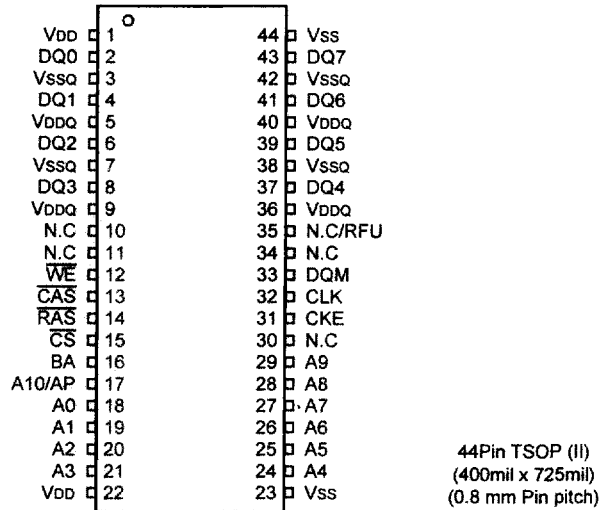 VDD 1 44 Vss
DQ0 2 43 DQ7
VSSQ 3 42 VSSQ
DQ1 4 41 DQ6
VDDQ 5 40 VDDQ
DQ2 6 39 DQ5
VSSQ 7 38 VSSQ
DQ3 8 37 DQ4
VDDQ 9 36 VDDQ
N.C 10 35 N.C/RFU
N.C 11 34 N.C
W̅E̅ 12 33 DQM
C̅A̅S̅ 13 32 CLK
R̅A̅S̅ 14 31 CKE
C̅S̅ 15 30 N.C
BA 16 29 A9
A10/AP 17 28 A8
A0 18 27 A7
A1 19 26 A6
A2 20 25 A5
A3 21 24 A4
VDD 22 23 Vss
44Pin TSOP (II)
(400mil x 725mil)
(0.8 mm Pin pitch)